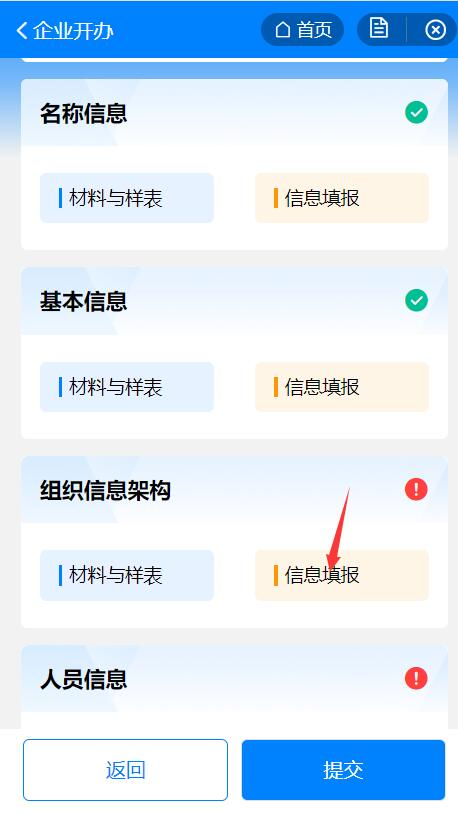 企业开办 首页
名称信息
材料与样表 信息填报
基本信息
材料与样表 信息填报
组织信息架构
材料与样表 信息填报
人员信息
返回 提交